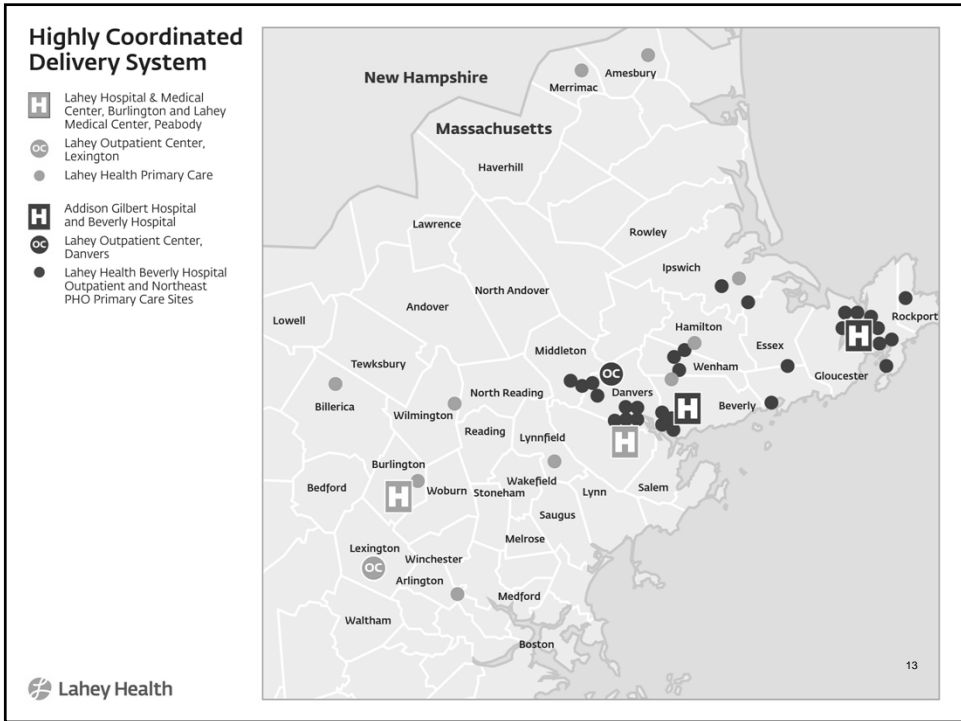 Highly Coordinated
Delivery System
H
Lahey Hospital & Medical
Center, Burlington and Lahey
Medical Center, Peabody
OC
Lahey Outpatient Center,
Lexington
Lahey Health Primary Care
H
Addison Gilbert Hospital
and Beverly Hospital
OC
Lahey Outpatient Center,
Danvers
Lahey Health Beverly Hospital
Outpatient and Northeast
PHO Primary Care Sites
New Hampshire
Amesbury
Merrimac
Massachusetts
Haverhill
Lawrence
Rowley
Ipswich
North Andover
Andover
Rockport
Lowell
Hamilton
H
Essex
Middleton
Tewksbury
Wenham
OC
Gloucester
North Reading
Danvers
Billerica
Wilmington
Beverly
H
Reading
Lynnfield
H
Burlington
Wakefield
Bedford
H
Woburn
Stoneham
Lynn
Salem
Saugus
Melrose
Lexington
Winchester
OC
Arlington
Medford
Waltham
Boston
13
Lahey Health